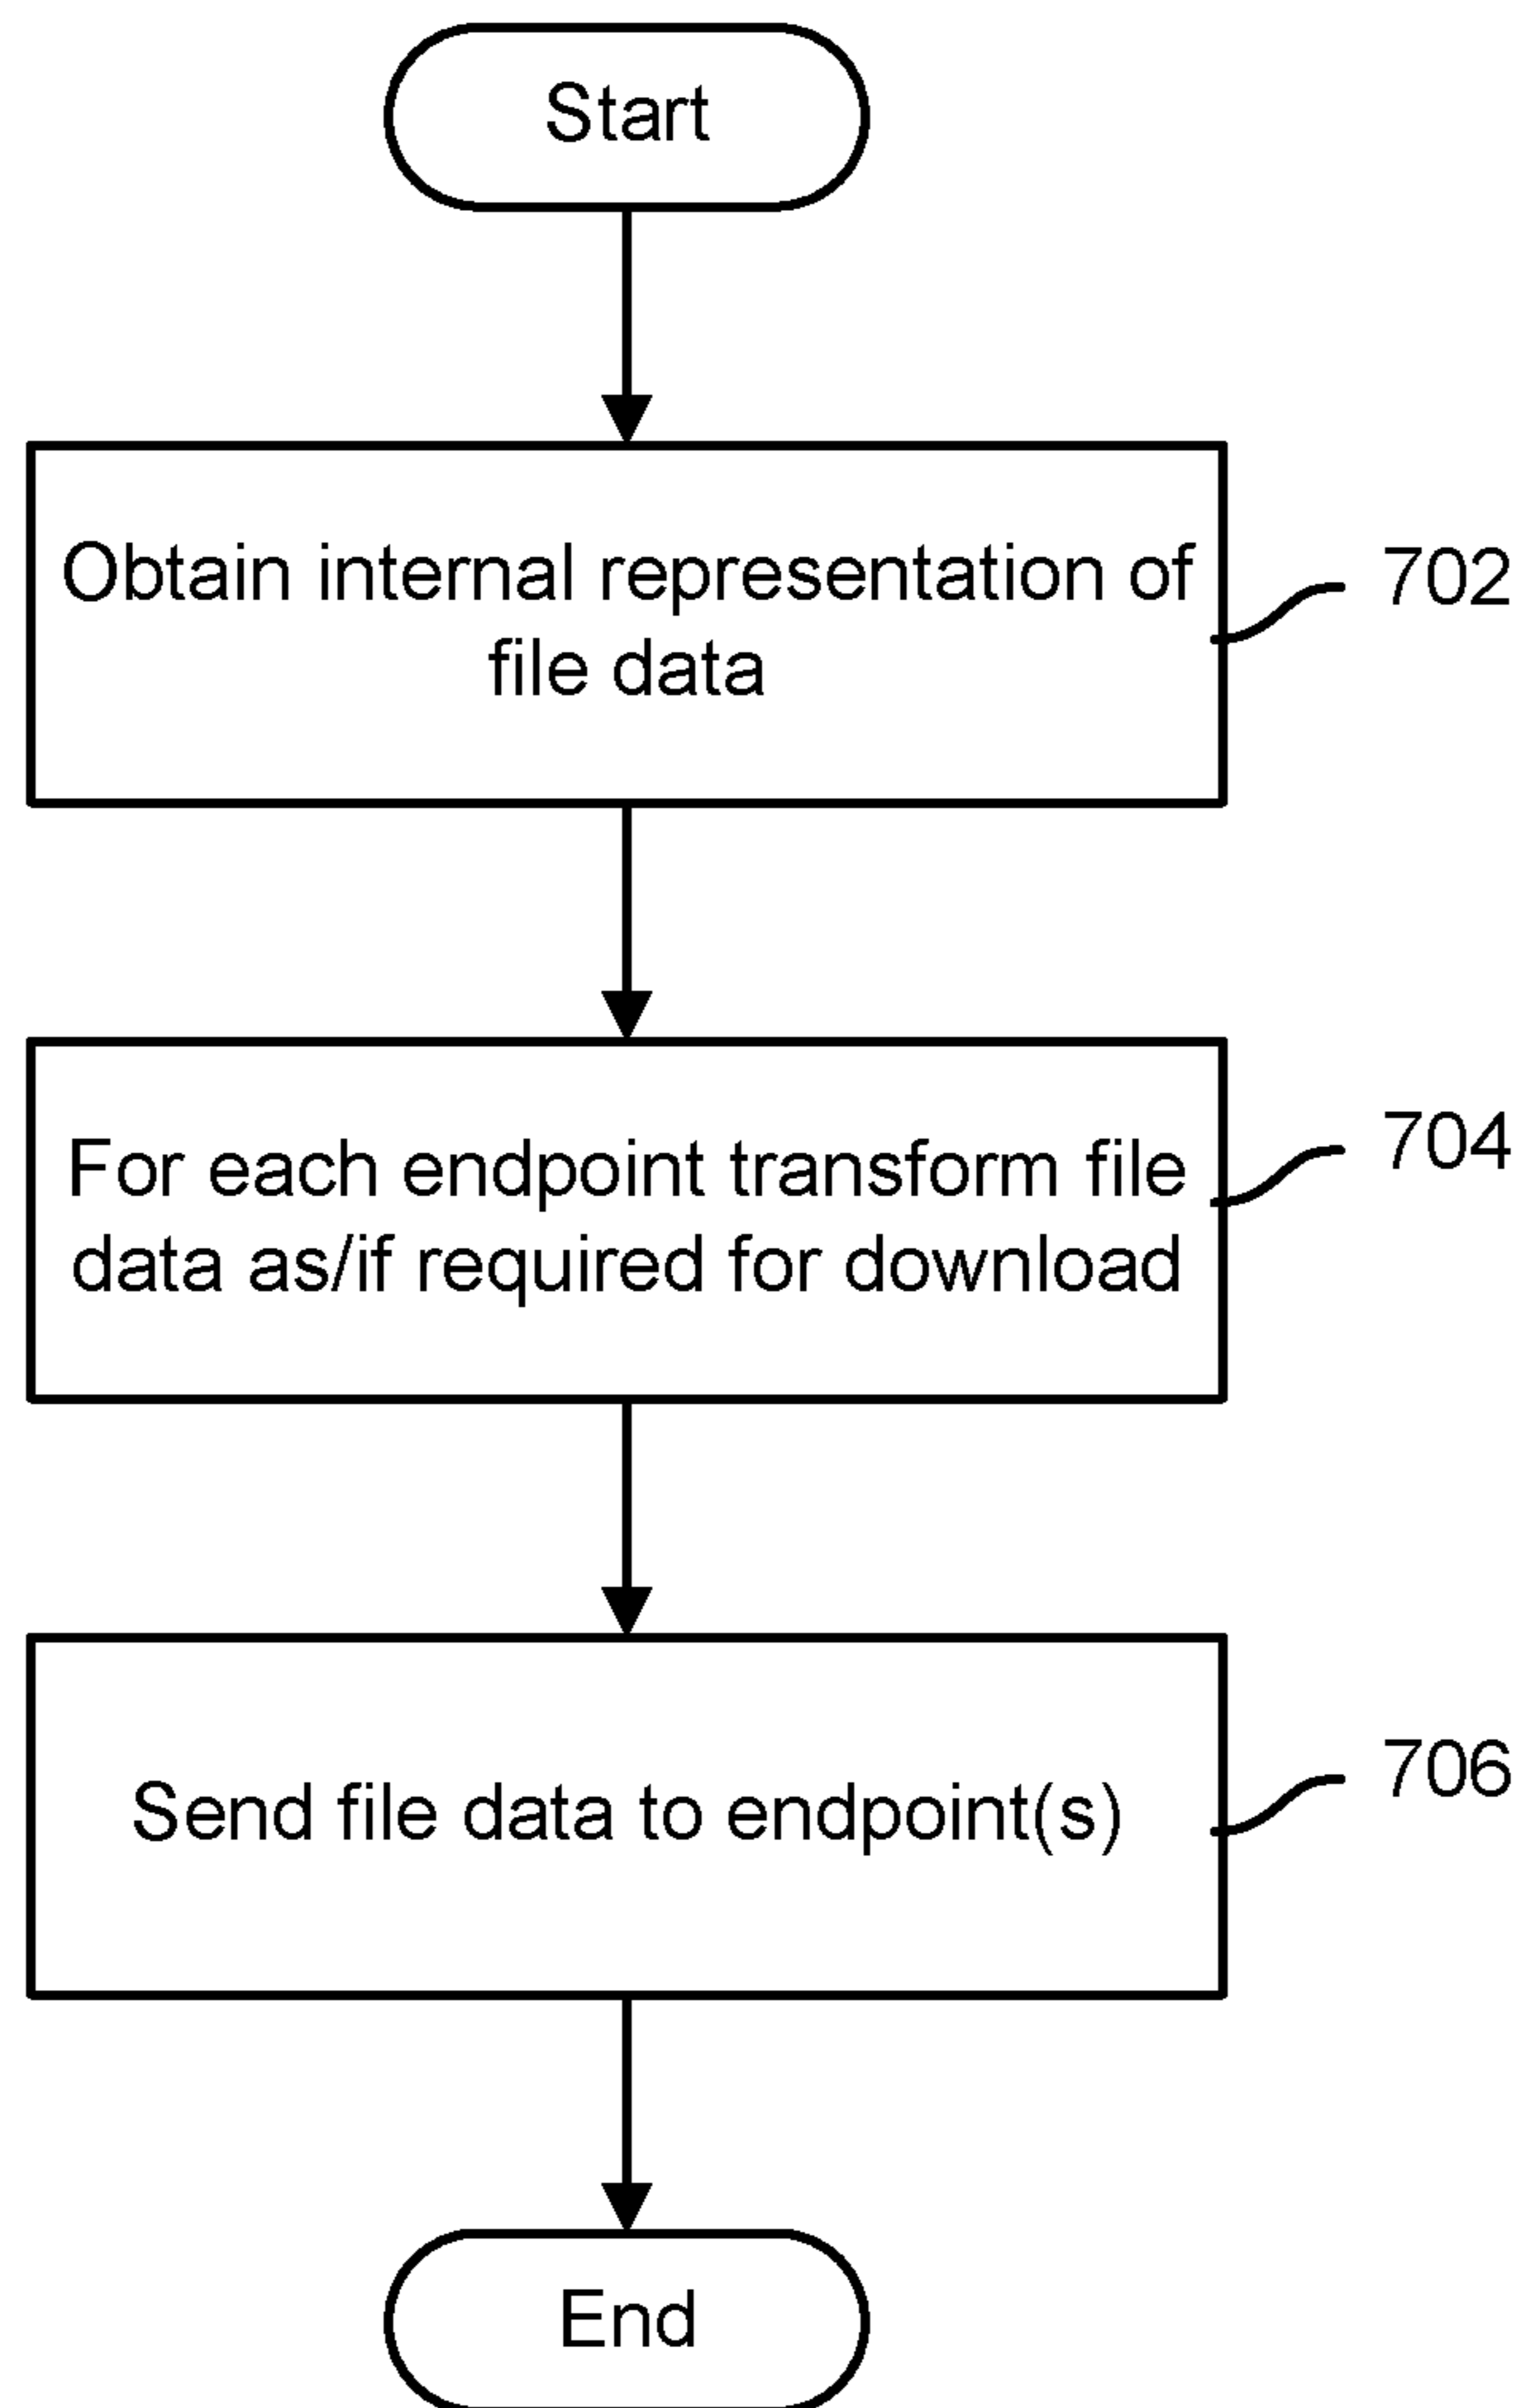 Start
Obtain internal representation of
file data
702
For each endpoint transform file
data as/if required for download
704
Send file data to endpoint(s)
706
End